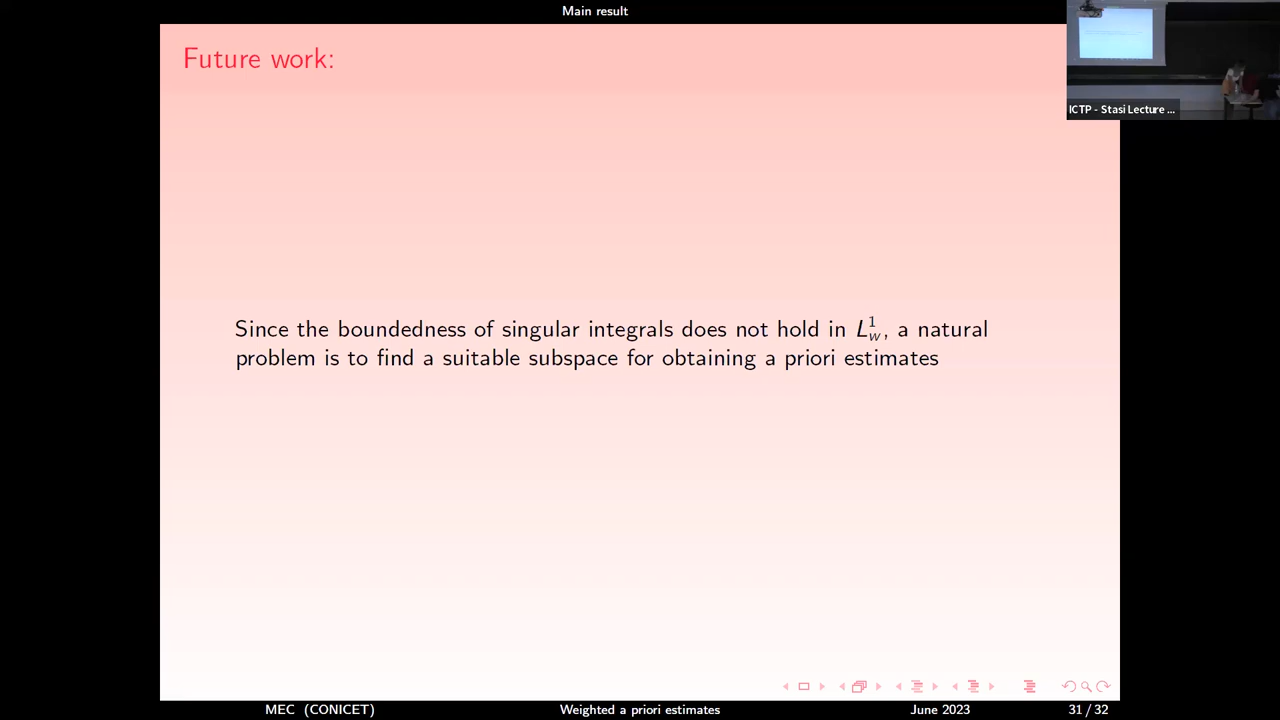 Main result
Future work:
ICTP - Stasi Lecture ...
Since the boundedness of singular integrals does not hold in $L^1_w$, a natural
problem is to find a suitable subspace for obtaining a priori estimates
MEC (CONICET) Weighted a priori estimates June 2023 31 / 32